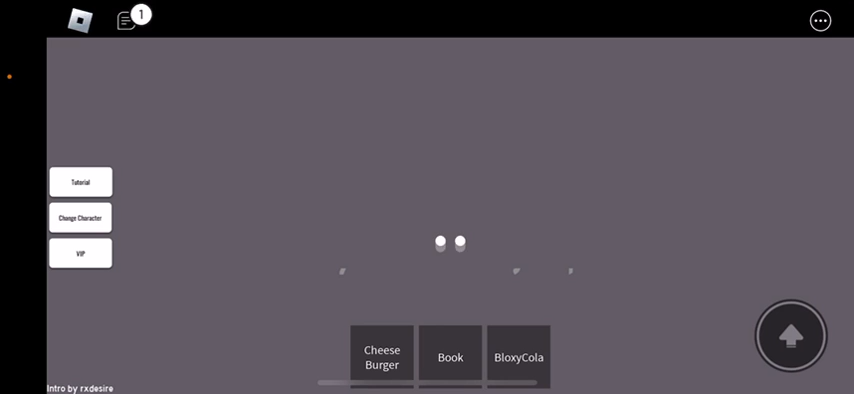 1
Tutorial
Change Character
VIP
Cheese
Burger
Book
BloxyCola
Intro by rxdesire